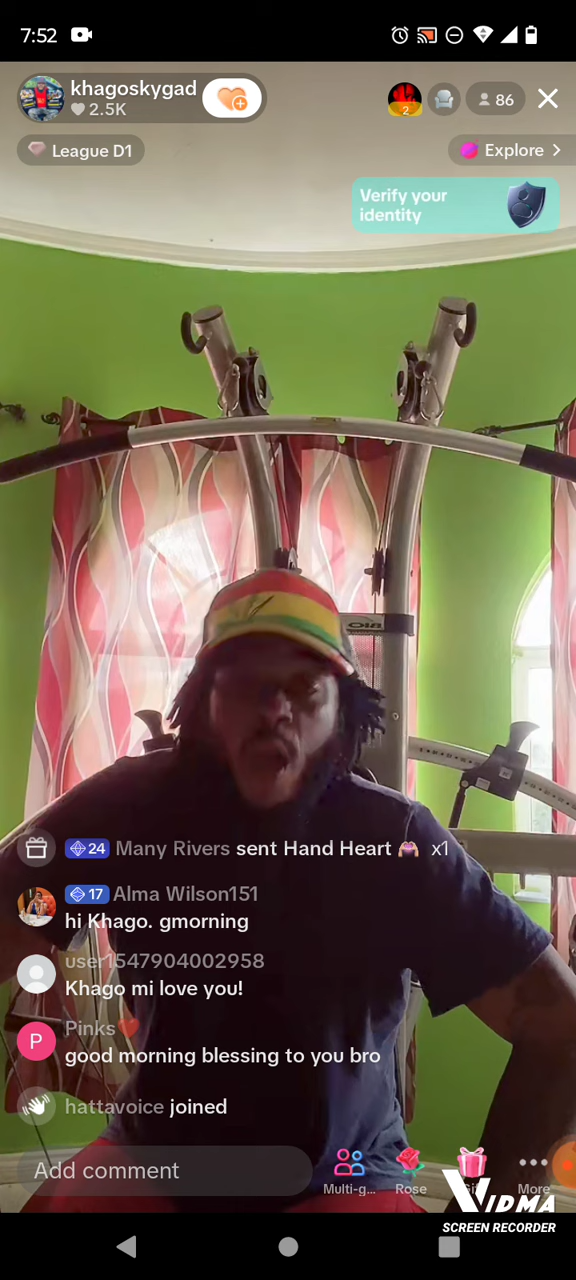 7:52
khagoskygad
2.5K
2
86
League D1
Explore
Verify your
identity
24 Many Rivers sent Hand Heart x1
17 Alma Wilson151
hi Khago. gmorning
user1547904002958
Khago mi love you!
P Pinks
good morning blessing to you bro
hattavoice joined
Add comment
Multi-g...
Rose
More
VIDMA
SCREEN RECORDER